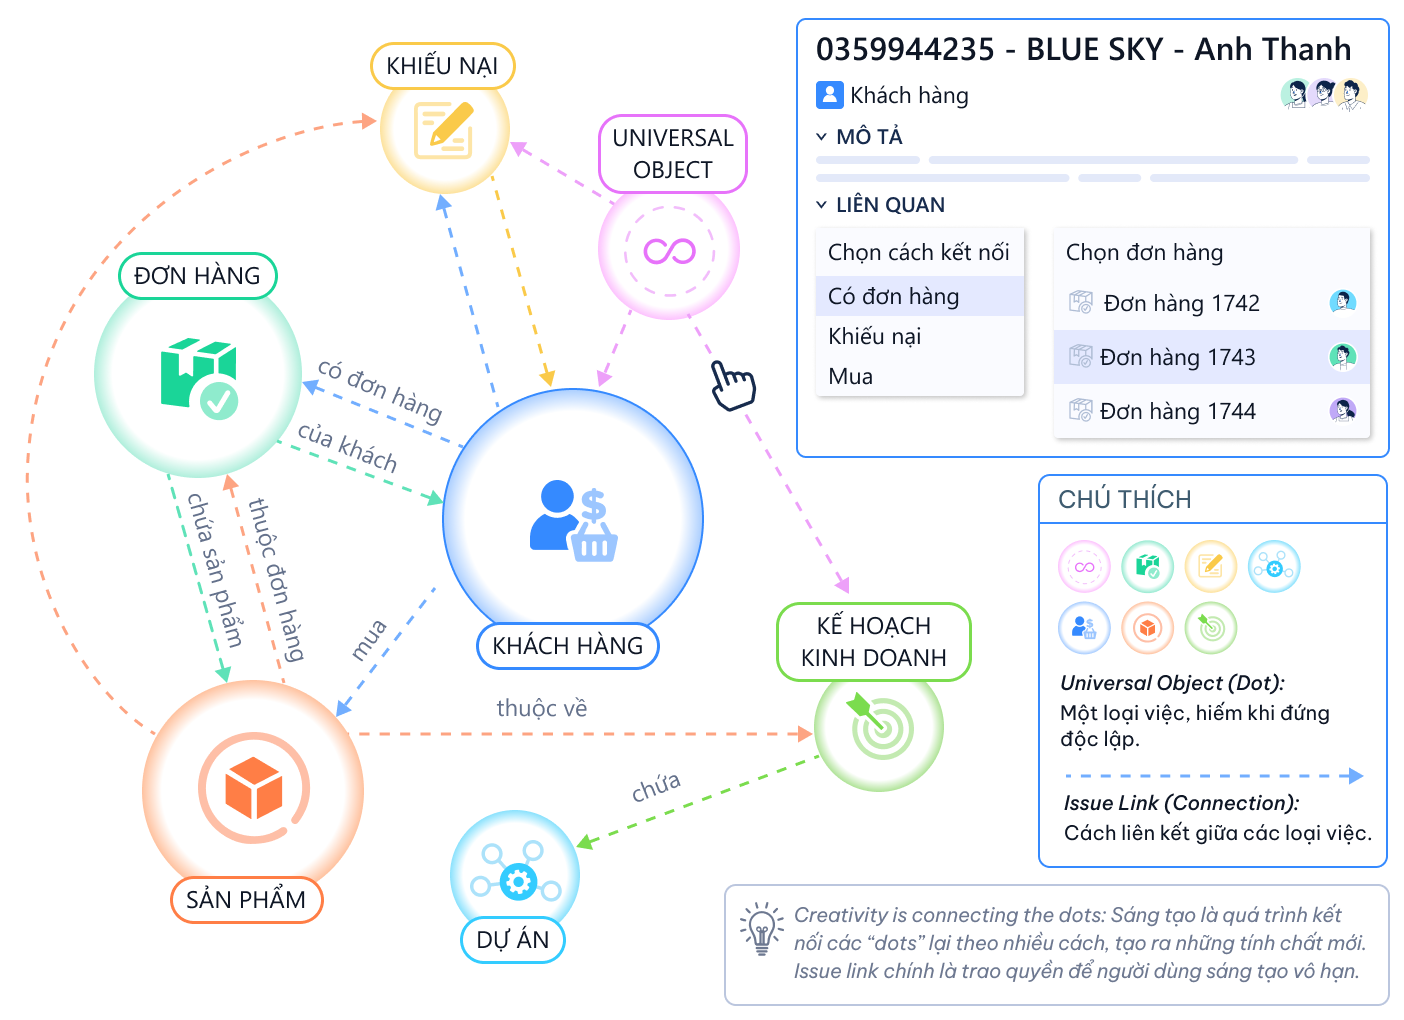 KHIẾU NẠI
UNIVERSAL
OBJECT
ĐƠN HÀNG
có đơn hàng
của khách
chứa sản phẩm
thuộc đơn hàng
mua
KHÁCH HÀNG
thuộc về
KẾ HOẠCH
KINH DOANH
chứa
SẢN PHẨM
DỰ ÁN
0359944235 - BLUE SKY - Anh Thanh
Khách hàng
MÔ TẢ
LIÊN QUAN
Chọn cách kết nối
Có đơn hàng
Khiếu nại
Mua
Chọn đơn hàng
Đơn hàng 1742
Đơn hàng 1743
Đơn hàng 1744
CHÚ THÍCH
Universal Object (Dot):
Một loại việc, hiếm khi đứng
độc lập.
Issue Link (Connection):
Cách liên kết giữa các loại việc.
Creativity is connecting the dots: Sáng tạo là quá trình kết
nối các “dots” lại theo nhiều cách, tạo ra những tính chất mới.
Issue link chính là trao quyền để người dùng sáng tạo vô hạn.